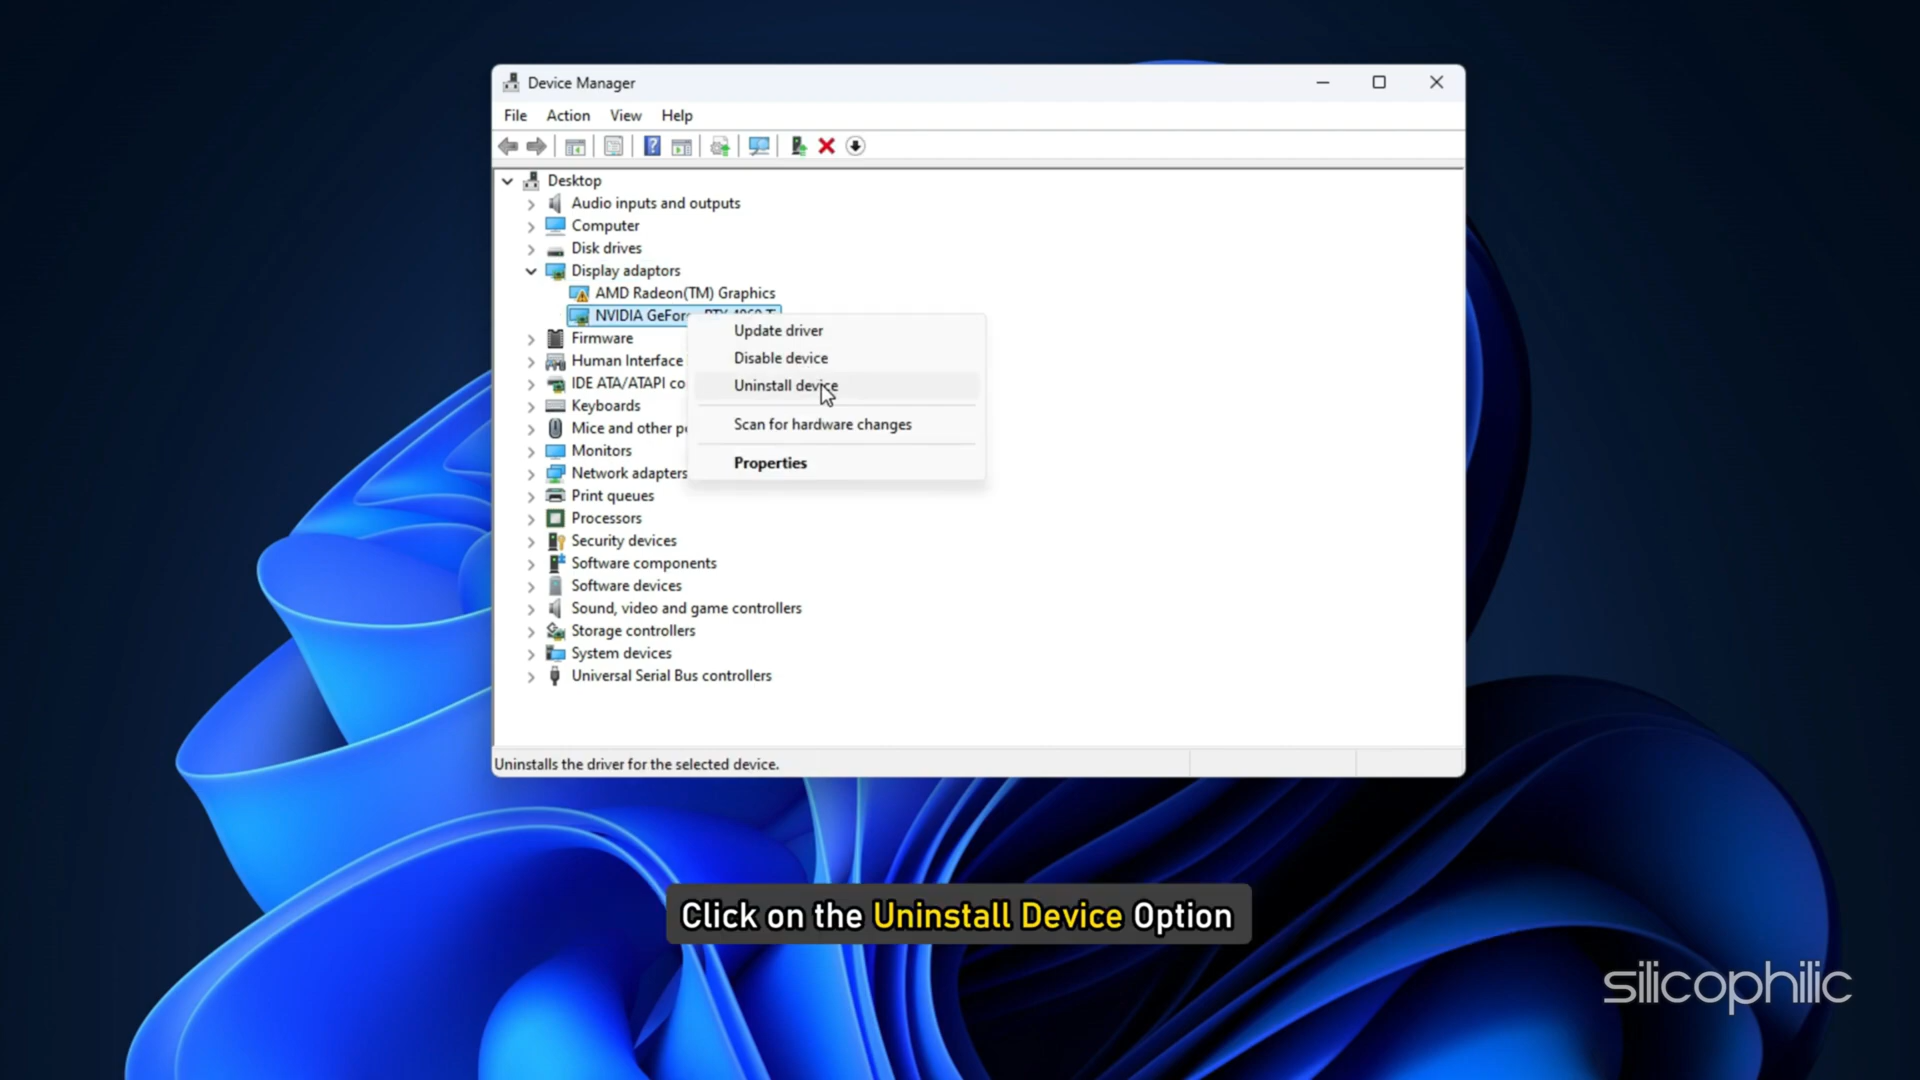 Device Manager
File Action View Help
Desktop
Audio inputs and outputs
Computer
Disk drives
Display adaptors
AMD Radeon(TM) Graphics
NVIDIA GeForce RTX 4060 Ti
Update driver
Firmware
Disable device
Human Interface
Uninstall device
IDE ATA/ATAPI co
Keyboards
Scan for hardware changes
Mice and other p
Monitors
Properties
Network adapters
Print queues
Processors
Security devices
Software components
Software devices
Sound, video and game controllers
Storage controllers
System devices
Universal Serial Bus controllers
Uninstalls the driver for the selected device.
Click on the Uninstall Device Option
silicophilic